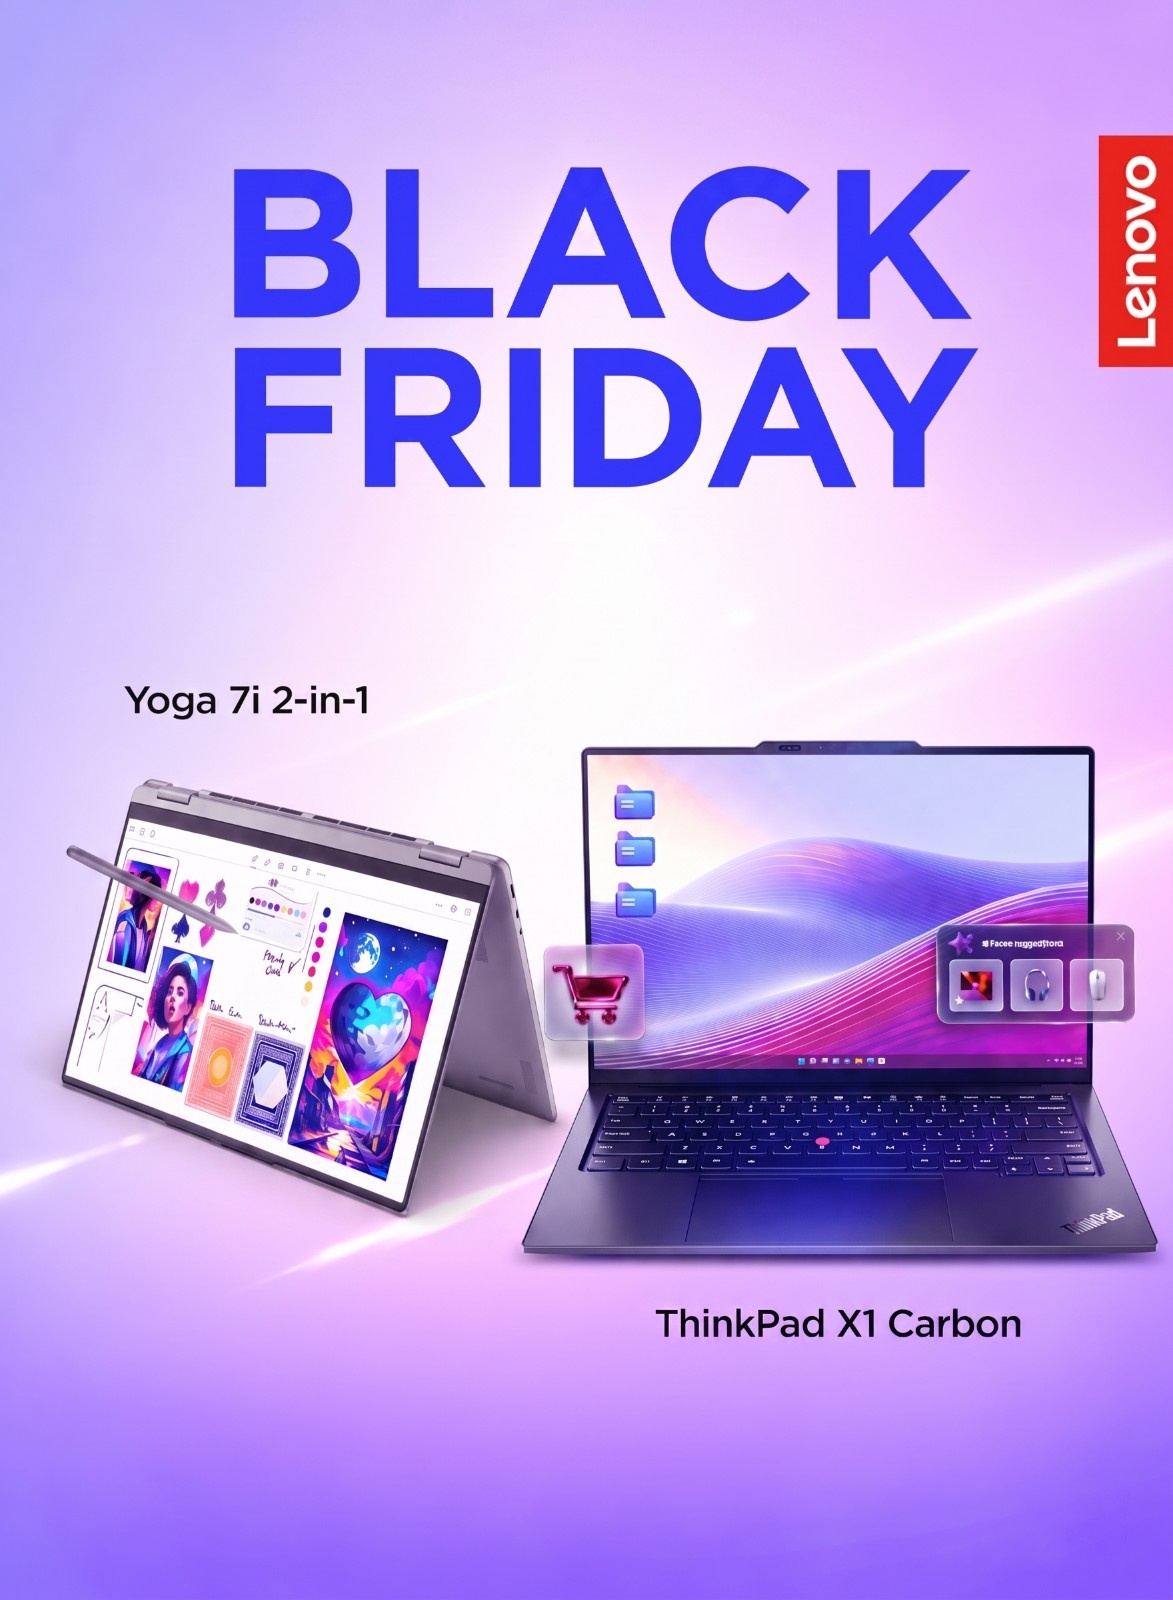 BLACK
FRIDAY
Lenovo
Yoga 7i 2-in-1
ThinkPad
ThinkPad X1 Carbon